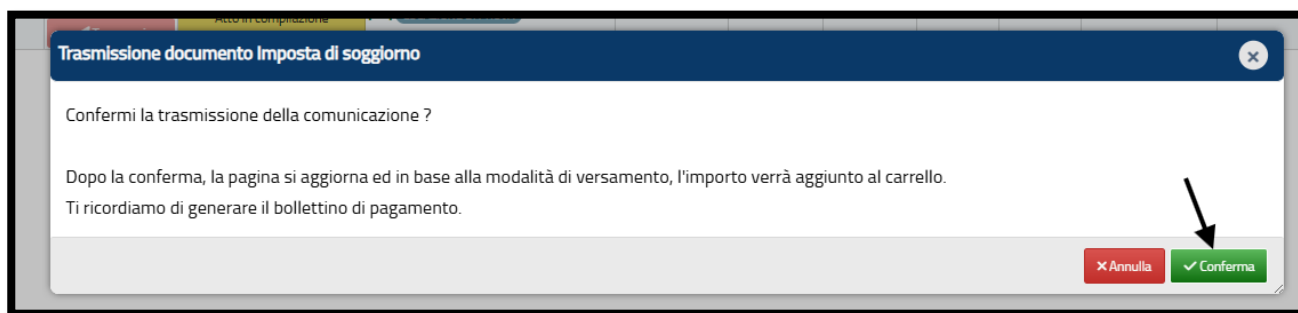 Atto in compilazione
Trasmissione documento Imposta di soggiorno
Confermi la trasmissione della comunicazione ?
Dopo la conferma, la pagina si aggiorna ed in base alla modalità di versamento, l'importo verrà aggiunto al carrello.
Ti ricordiamo di generare il bollettino di pagamento.
Annulla
Conferma